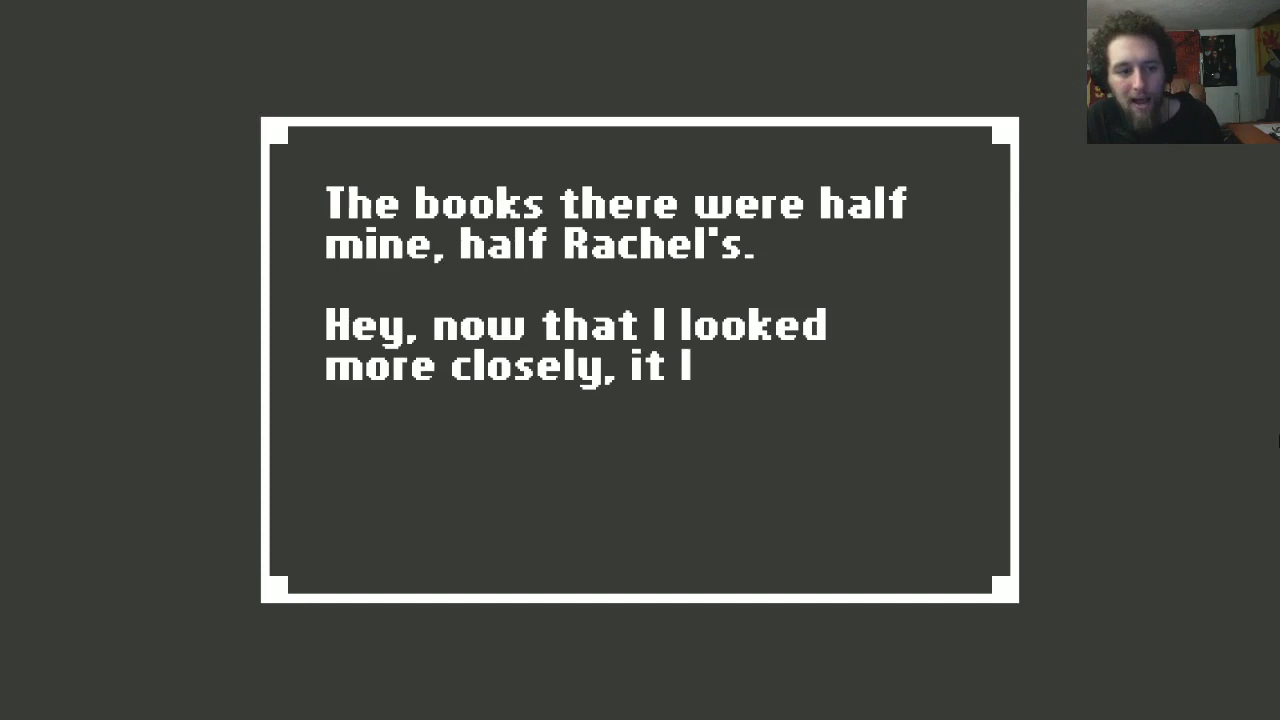 The books there were half
mine, half Rachel's.
Hey, now that I looked
more closely, it l